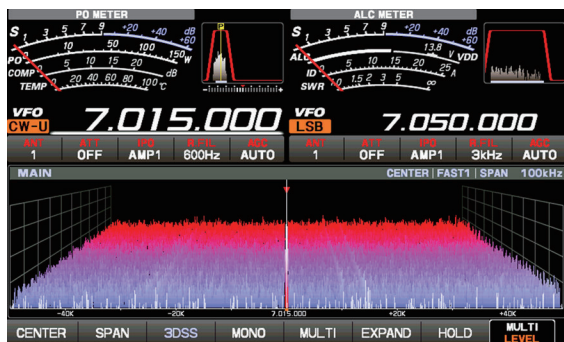 PO METER
ALC METER
S 1 3 5 7 9 +20 +40 +60 dB
PO 0 10 50 100 150 W
COMP 0 5 10 15 20 dB
TEMP 0 20 40 60 80 100 °C
P
S 1 3 5 7 9 +20 +40 +60 dB
ALC 13.8 VDD
ID 0 5 10 15 20 25 A
SWR 1.0 1.5 2 3 5 ∞
VFO
CW-U 7.015.000
VFO
LSB 7.050.000
ANT ATT IPO R.FIL AGC
1 OFF AMP1 600Hz AUTO
ANT ATT IPO R.FIL AGC
1 OFF AMP1 3kHz AUTO
MAIN CENTER | FAST1 | SPAN 100kHz
-40K -20K 7.015.000 +20K +40K
CENTER SPAN 3DSS MONO MULTI EXPAND HOLD MULTI
LEVEL